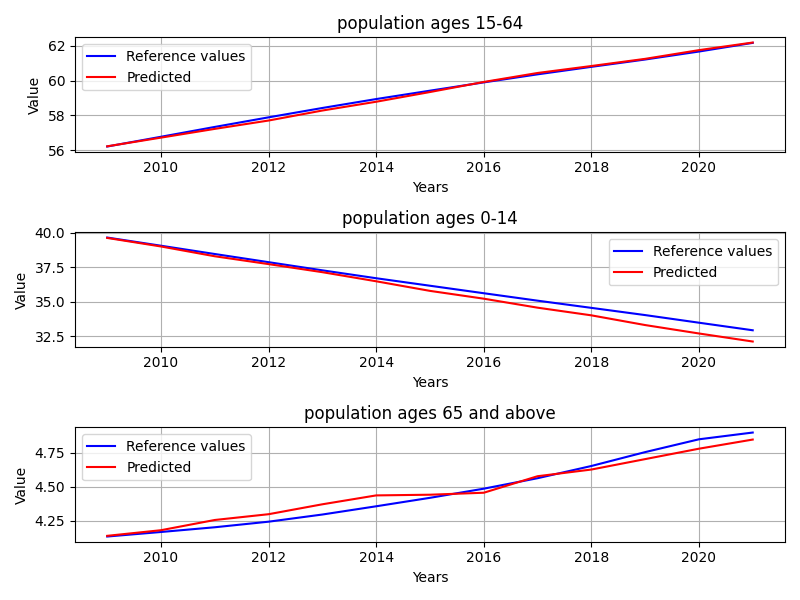 population ages 15-64
Reference values
Predicted
Value
62
60
58
56
2010 2012 2014 2016 2018 2020
Years
population ages 0-14
Reference values
Predicted
Value
40.0
37.5
35.0
32.5
2010 2012 2014 2016 2018 2020
Years
population ages 65 and above
Reference values
Predicted
Value
4.75
4.50
4.25
2010 2012 2014 2016 2018 2020
Years